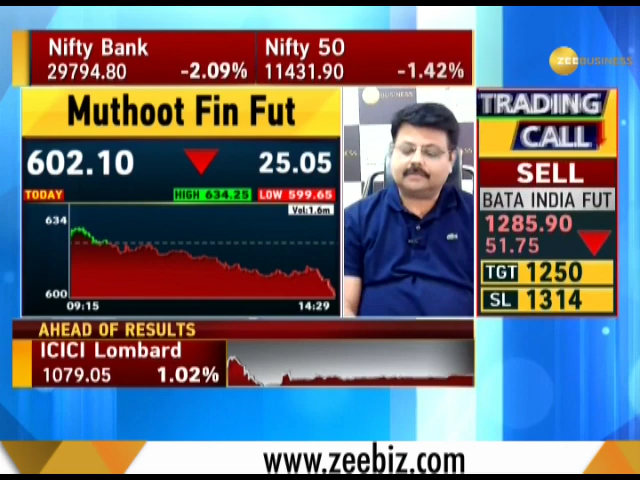 Nifty Bank
29794.80 -2.09%
Nifty 50
11431.90 -1.42%
ZEE BUSINESS
Muthoot Fin Fut
602.10 25.05
TODAY HIGH 634.25 LOW 599.65
Vol:1.6m
634
600
09:15 14:29
BUSINESS
TRADING
CALL
SELL
BATA INDIA FUT
1285.90
51.75
TGT 1250
SL 1314
AHEAD OF RESULTS
ICICI Lombard
1079.05 1.02%
www.zeebiz.com